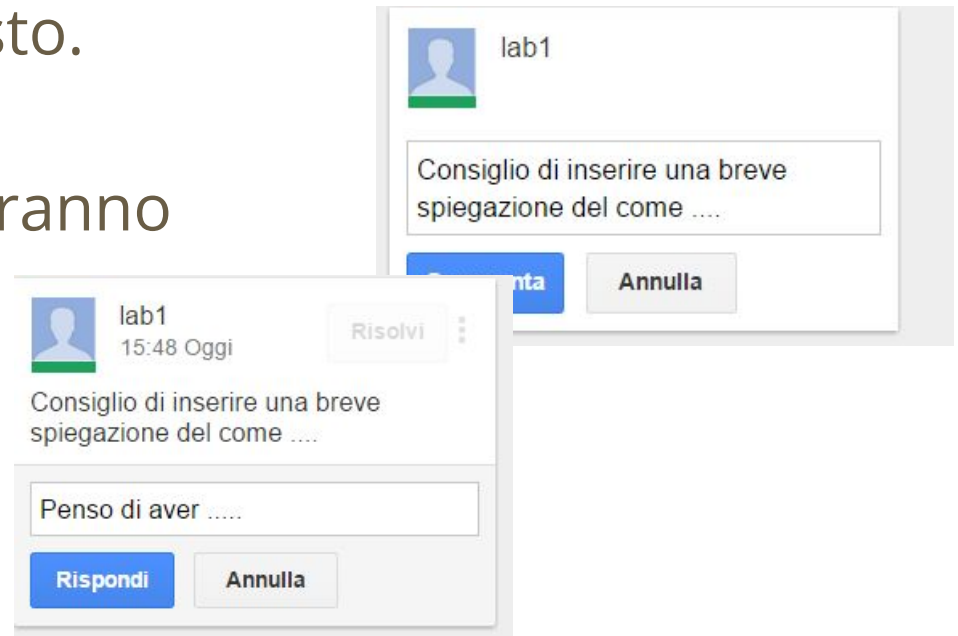 sto.
ranno
lab1
Consiglio di inserire una breve
spiegazione del come ....
nta
Annulla
lab1
15:48 Oggi
Risolvi
Consiglio di inserire una breve
spiegazione del come ....
Penso di aver .....
Rispondi
Annulla